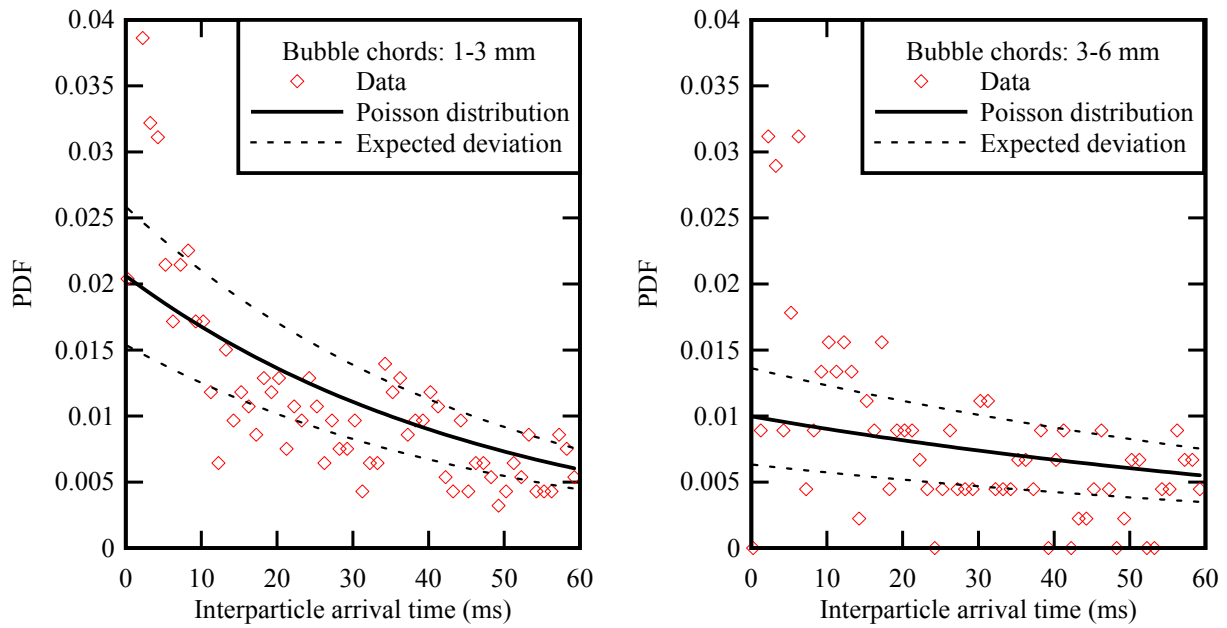 0.04
0.035
0.03
0.025
0.02
0.015
0.01
0.005
0
PDF
Bubble chords: 1-3 mm
Data
Poisson distribution
Expected deviation
0 10 20 30 40 50 60
Interparticle arrival time (ms)
0.04
0.035
0.03
0.025
0.02
0.015
0.01
0.005
0
PDF
Bubble chords: 3-6 mm
Data
Poisson distribution
Expected deviation
0 10 20 30 40 50 60
Interparticle arrival time (ms)